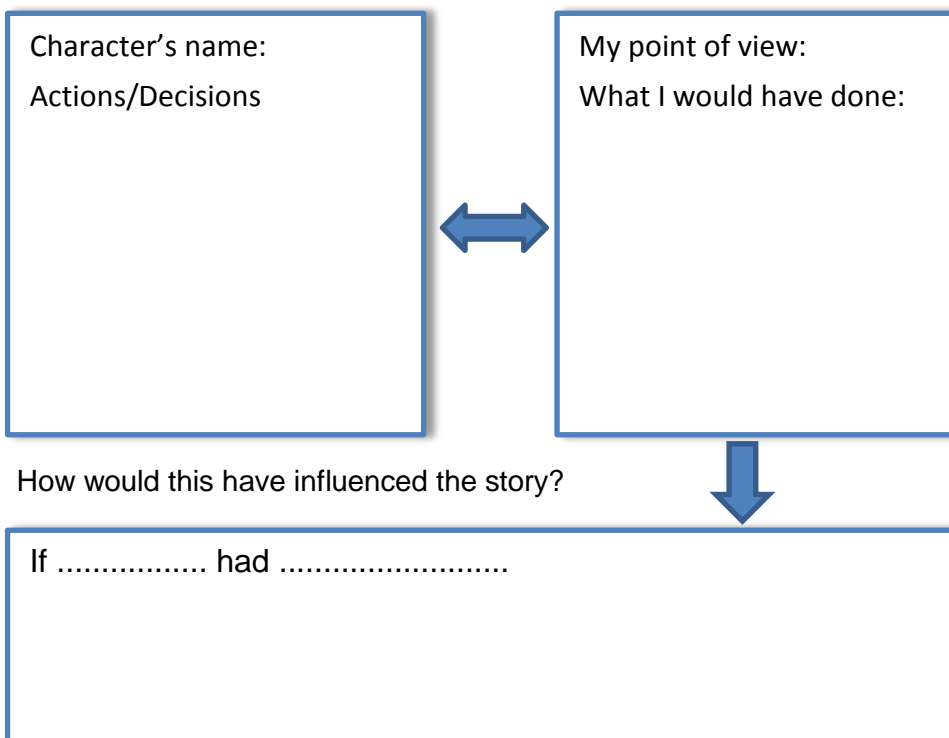 Character’s name:
Actions/Decisions
My point of view:
What I would have done:
How would this have influenced the story?
If ................. had ..........................